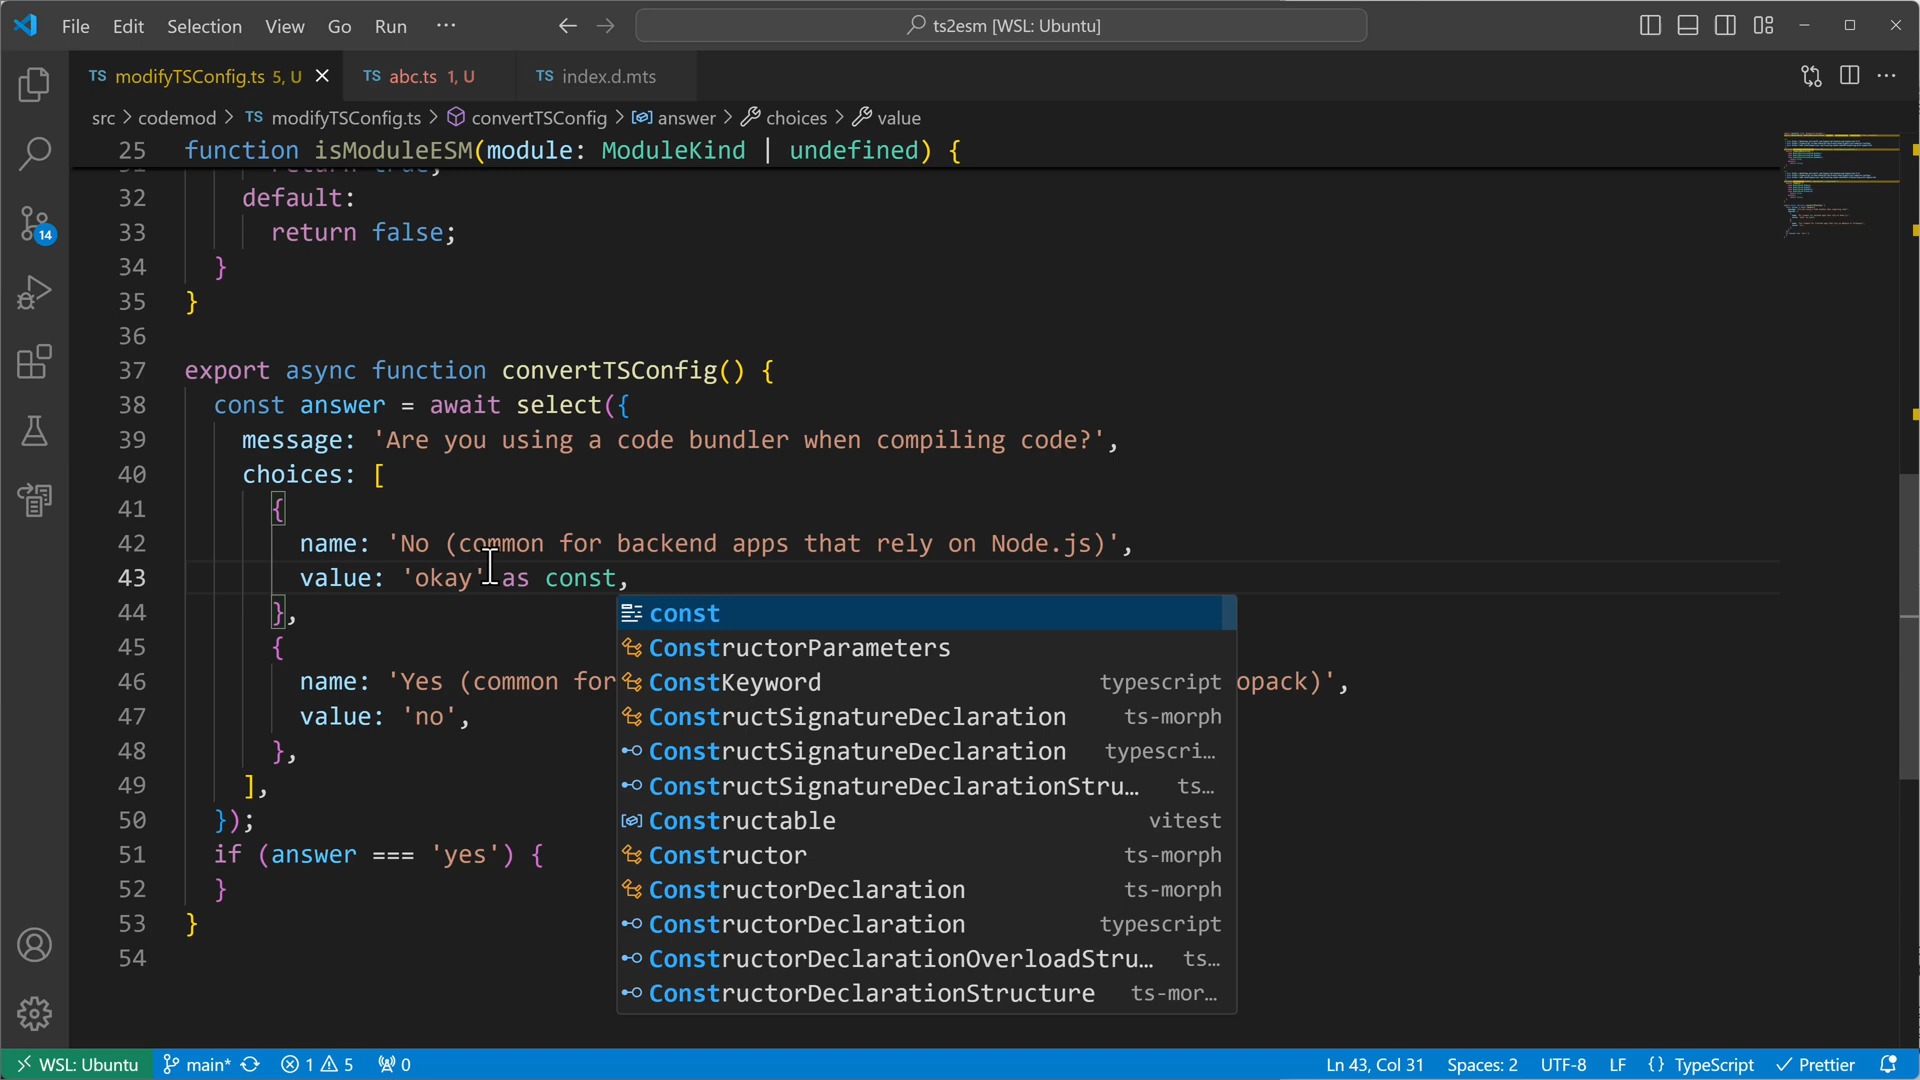 File Edit Selection View Go Run ···
ts2esm [WSL: Ubuntu]
TS modifyTSConfig.ts 5, U
TS abc.ts 1, U
TS index.d.mts
src > codemod > TS modifyTSConfig.ts > convertTSConfig > answer > choices > value
25 function isModuleESM(module: ModuleKind | undefined) {
return true;
32 default:
33 return false;
34 }
35 }
36
37 export async function convertTSConfig() {
38 const answer = await select({
39 message: 'Are you using a code bundler when compiling code?',
40 choices: [
41 {
42 name: 'No (common for backend apps that rely on Node.js)',
43 value: 'okay' as const,
44 },
45 {
46 name: 'Yes (common for opack)',
47 value: 'no',
48 },
49 ],
50 });
51 if (answer === 'yes') {
52 }
53 }
54
const
ConstructorParameters
ConstKeyword typescript
ConstructSignatureDeclaration ts-morph
ConstructSignatureDeclaration typescri…
ConstructSignatureDeclarationStru… ts…
Constructable vitest
Constructor ts-morph
ConstructorDeclaration ts-morph
ConstructorDeclaration typescript
ConstructorDeclarationOverloadStru… ts…
ConstructorDeclarationStructure ts-mor…
14
WSL: Ubuntu main* 1 5 0 Ln 43, Col 31 Spaces: 2 UTF-8 LF {} TypeScript Prettier